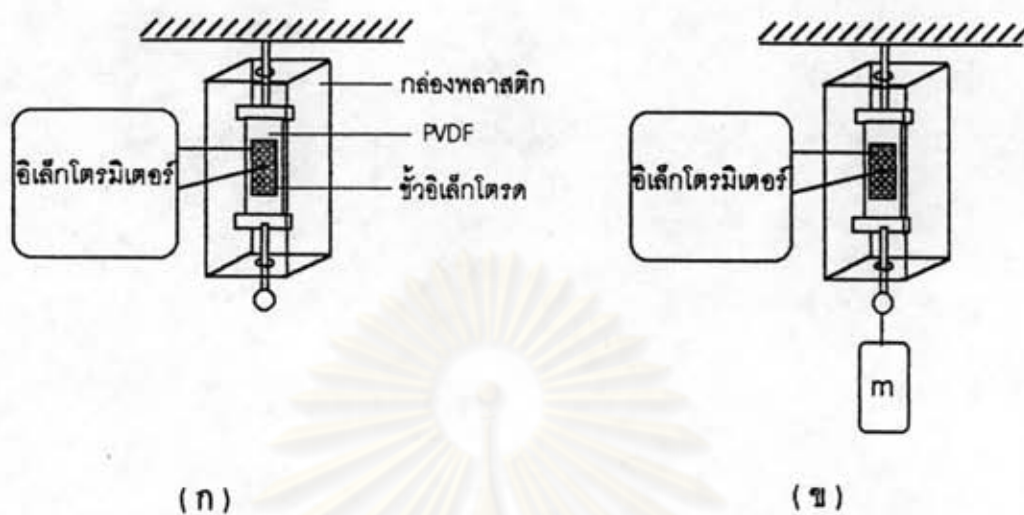 กล่องพลาสติก
PVDF
อิเล็กโตรมิเตอร์
ขั้วอิเล็กโตรด
(ก)
อิเล็กโตรมิเตอร์
m
(ข)